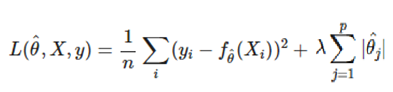 L(θ̂, X, y) = 1/n ∑_i (y_i − f_θ̂(X_i))² + λ ∑_{j=1}^{p} |θ̂_j|